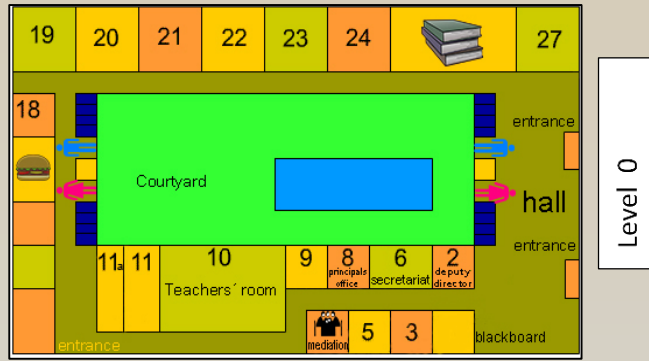 19 20 21 22 23 24 27
18
entrance
Courtyard
hall
Level 0
entrance
11a 11 10 9 8 6 2
principals office
secretariat
deputy director
Teachers´ room
mediation 5 3
blackboard
entrance